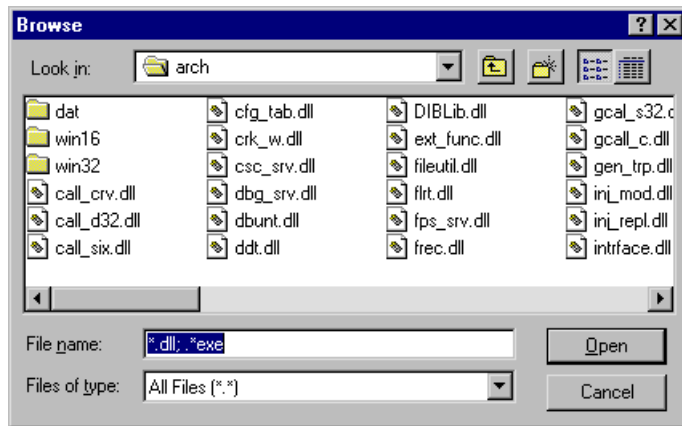 Browse
Look in: arch
dat cfg_tab.dll DIBLib.dll gcal_s32.d
win16 crk_w.dll ext_func.dll gcall_c.dll
win32 csc_srv.dll fileutil.dll gen_trp.dll
call_crv.dll dbg_srv.dll flrt.dll inj_mod.dll
call_d32.dll dbunt.dll fps_srv.dll inj_repl.dll
call_six.dll ddt.dll frec.dll intrface.dll
File name: *.dll; .*exe Open
Files of type: All Files (*.*) Cancel